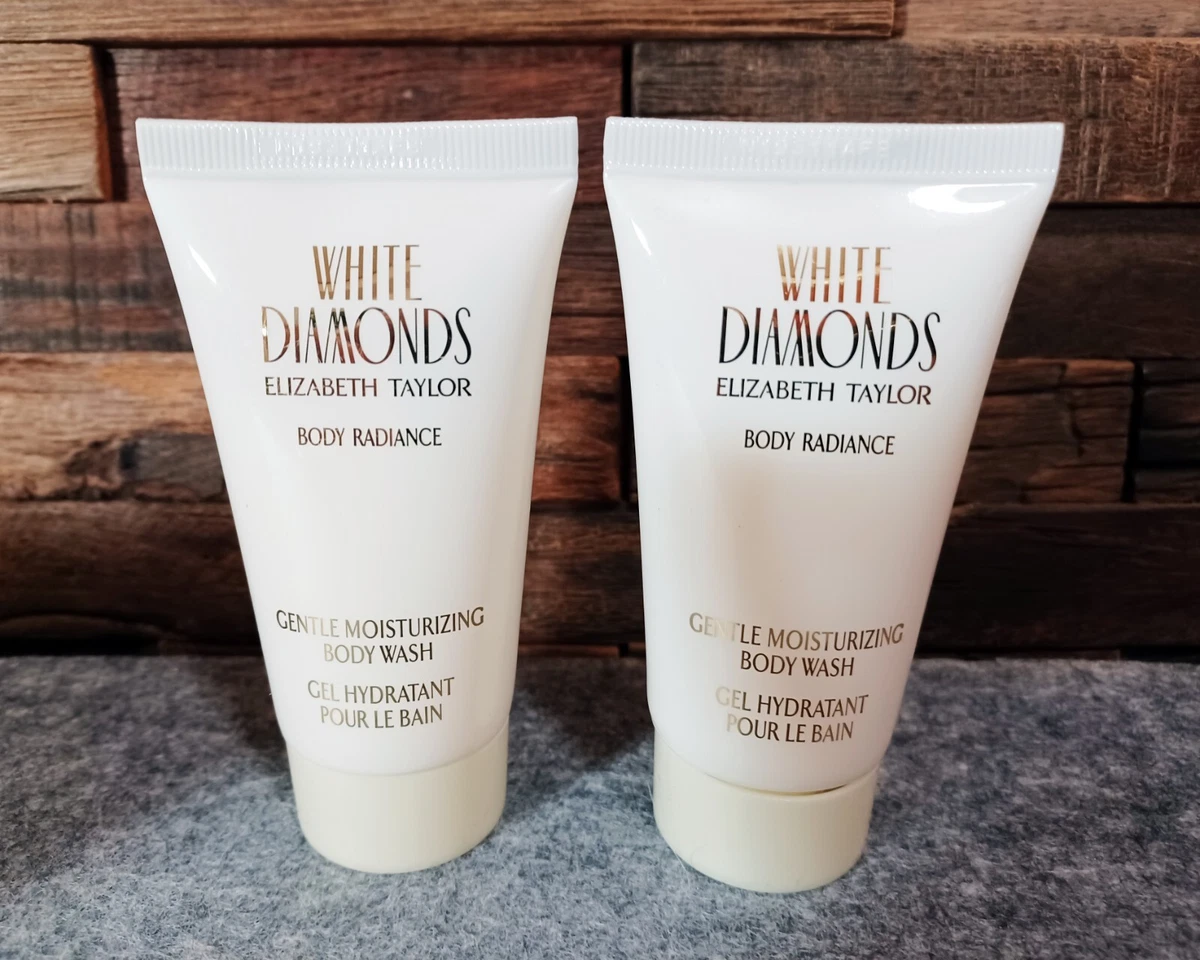 WHITE
DIAMONDS
ELIZABETH TAYLOR
BODY RADIANCE
GENTLE MOISTURIZING
BODY WASH
GEL HYDRATANT
POUR LE BAIN
WHITE
DIAMONDS
ELIZABETH TAYLOR
BODY RADIANCE
GENTLE MOISTURIZING
BODY WASH
GEL HYDRATANT
POUR LE BAIN